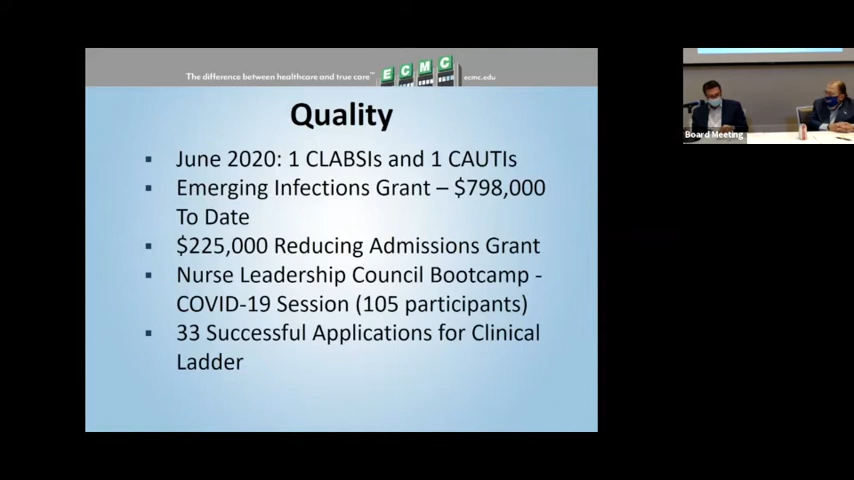 The difference between healthcare and true care™
ECMC
ecmc.edu
Quality
June 2020: 1 CLABSIs and 1 CAUTIs
Emerging Infections Grant – $798,000
To Date
$225,000 Reducing Admissions Grant
Nurse Leadership Council Bootcamp -
COVID-19 Session (105 participants)
33 Successful Applications for Clinical
Ladder
Board Meeting